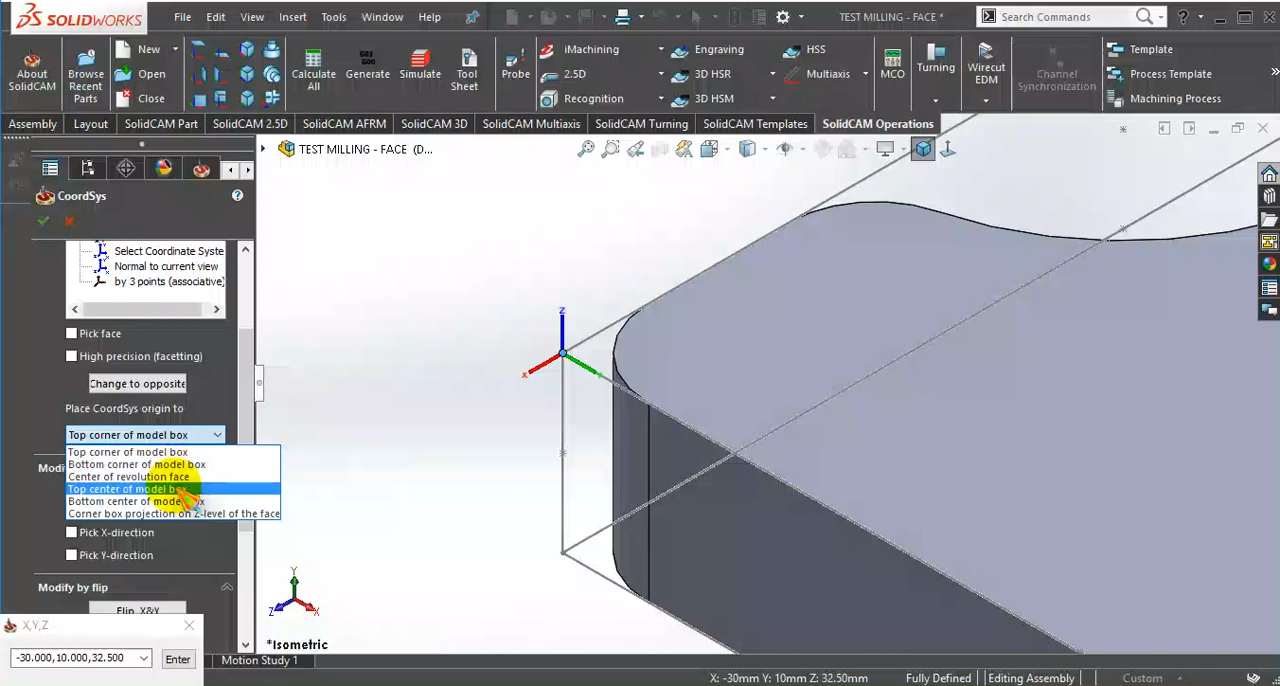 SOLIDWORKS File Edit View Insert Tools Window Help TEST MILLING - FACE * Search Commands
New iMachining Engraving HSS Template
Open 2.5D 3D HSR Multiaxis Process Template
Close Recognition 3D HSM Machining Process
About SolidCAM Browse Recent Parts Calculate All Generate Simulate Tool Sheet Probe MCO Turning Wirecut EDM Channel Synchronization
Assembly Layout SolidCAM Part SolidCAM 2.5D SolidCAM AFRM SolidCAM 3D SolidCAM Multiaxis SolidCAM Turning SolidCAM Templates SolidCAM Operations
TEST MILLING - FACE (D...
CoordSys
Select Coordinate Syste
Normal to current view
by 3 points (associative)
Pick face
High precision (facetting)
Change to opposite
Place CoordSys origin to
Top corner of model box
Top corner of model box
Bottom corner of model box
Center of revolution face
Top center of model box
Bottom center of model box
Corner box projection on Z-level of the face
Modi
Pick X-direction
Pick Y-direction
Modify by flip
Flip X&Y
X,Y,Z
-30.000,10.000,32.500 Enter
z
x
Y
Z X
*Isometric
Motion Study 1
X: -30mm Y: 10mm Z: 32.50mm Fully Defined Editing Assembly Custom